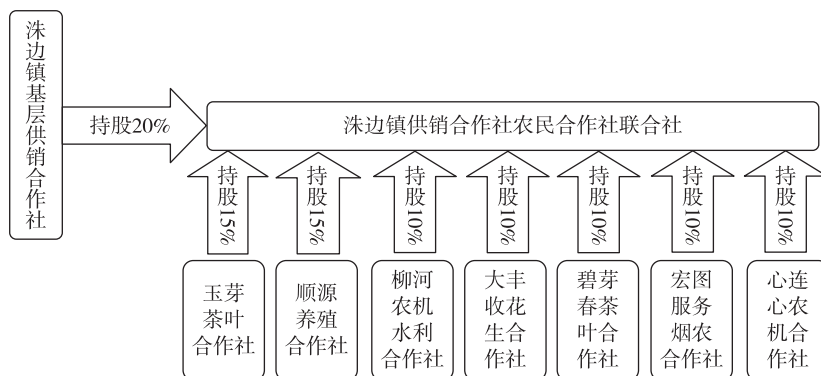 洙边镇基层供销合作社
持股20%
洙边镇供销合作社农民合作社联合社
持股15%
持股15%
持股10%
持股10%
持股10%
持股10%
持股10%
玉芽
茶叶
合作社
顺源
养殖
合作社
柳河
农机
水利
合作社
大丰
收花
生合
作社
碧芽
春茶
叶合
作社
宏图
服务
烟农
合作社
心连
心农
机合
作社